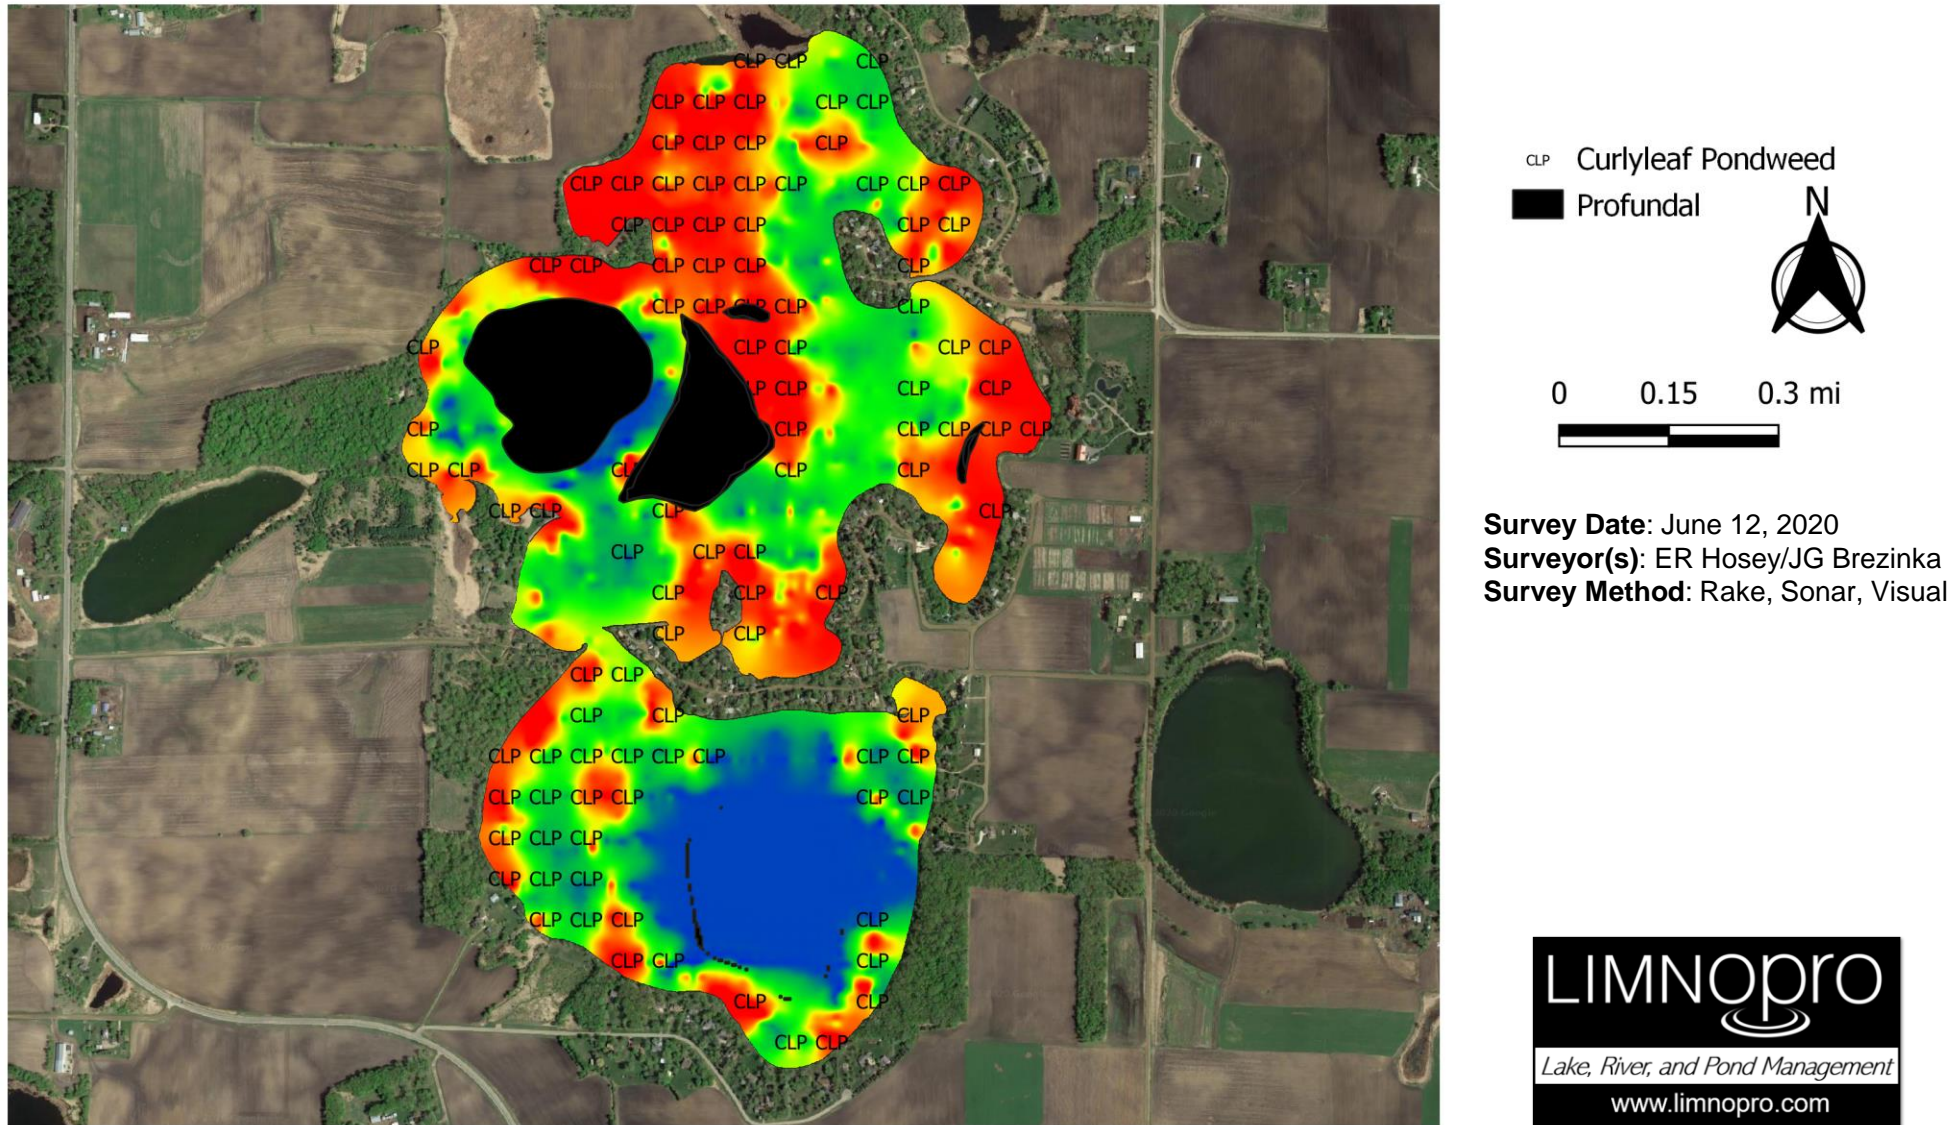 CLP CLP CLP
CLP CLP CLP CLP CLP
CLP CLP CLP CLP
CLP CLP CLP CLP CLP CLP CLP CLP CLP
CLP CLP CLP CLP CLP CLP
CLP CLP CLP CLP CLP CLP
CLP CLP CLP CLP CLP
CLP CLP CLP CLP CLP
LP CLP CLP CLP
CLP CLP CLP CLP CLP CLP
CLP CLP CL CLP CLP
CLP CLP CLP CLP
CLP CLP CLP
CLP CLP CLP
CLP CLP
CLP CLP
CLP CLP CLP
CLP CLP CLP CLP CLP CLP CLP CLP
CLP CLP CLP CLP CLP CLP
CLP CLP CLP
CLP CLP CLP
CLP CLP CLP CLP
CLP CLP CLP
CLP CLP
CLP CLP
CLP Curlyleaf Pondweed
Profundal
N
0 0.15 0.3 mi
Survey Date: June 12, 2020
Surveyor(s): ER Hosey/JG Brezinka
Survey Method: Rake, Sonar, Visual
LIMNOpro
Lake, River, and Pond Management
www.limnopro.com